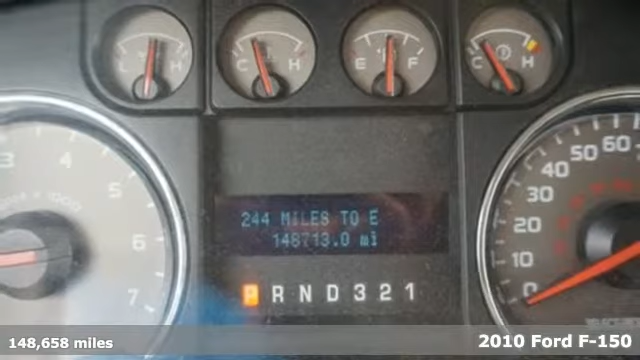 L H C H E F C H
3 4 5 6 7
0 10 20 30 40 50 60
244 MILES TO E
148713.0 mi
P R N D 3 2 1
148,658 miles
2010 Ford F-150